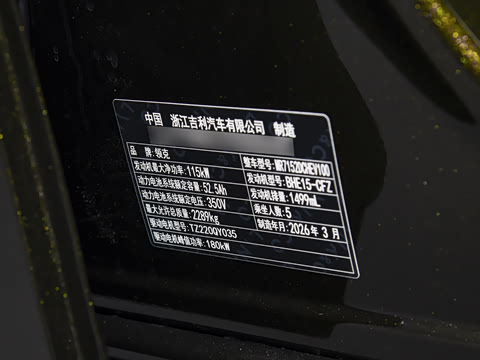 中国 浙江吉利汽车有限公司 制造
品 牌:领克 整车型号:MR7152DCHEV100
发动机最大净功率:115kW 发动机型号:BHE15-CFZ
动力电池系统额定容量:52.5Ah 发动机排量:1499mL
动力电池系统额定电压:350V 乘坐人数:5
最大允许总质量:2289kg 制造年月:2026年3月
驱动电机型号:TZ220QY035
驱动电机峰值功率:180kW